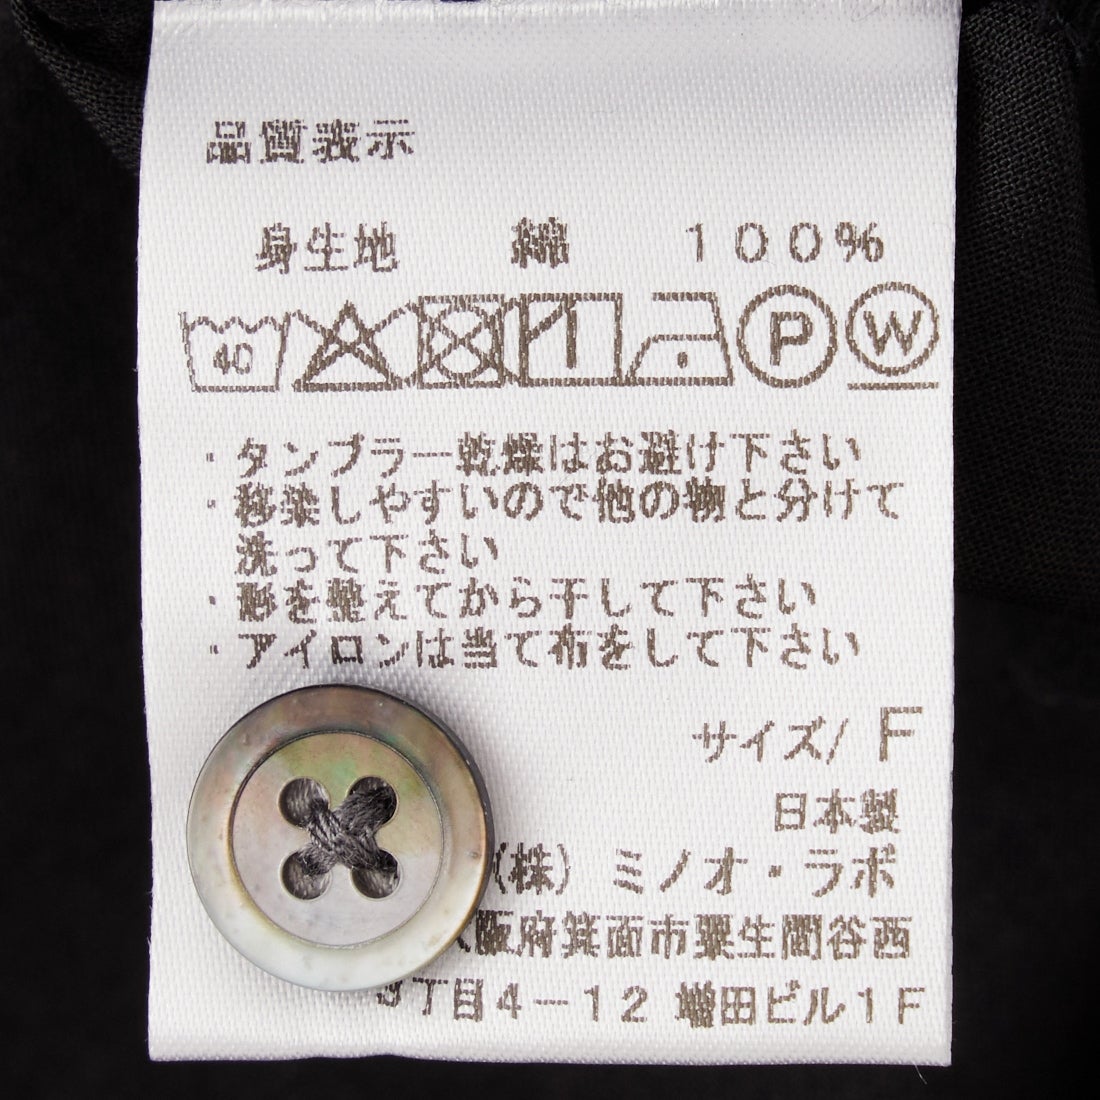 品質表示
身生地 綿 100%
40 P W
・タンブラー乾燥はお避け下さい
・移染しやすいので他の物と分けて
洗って下さい
・形を整えてから干して下さい
・アイロンは当て布をして下さい
サイズ/ F
日本製
(株) ミノオ・ラボ
阪府箕面市粟生間谷西
3丁目4-12 増田ビル1F